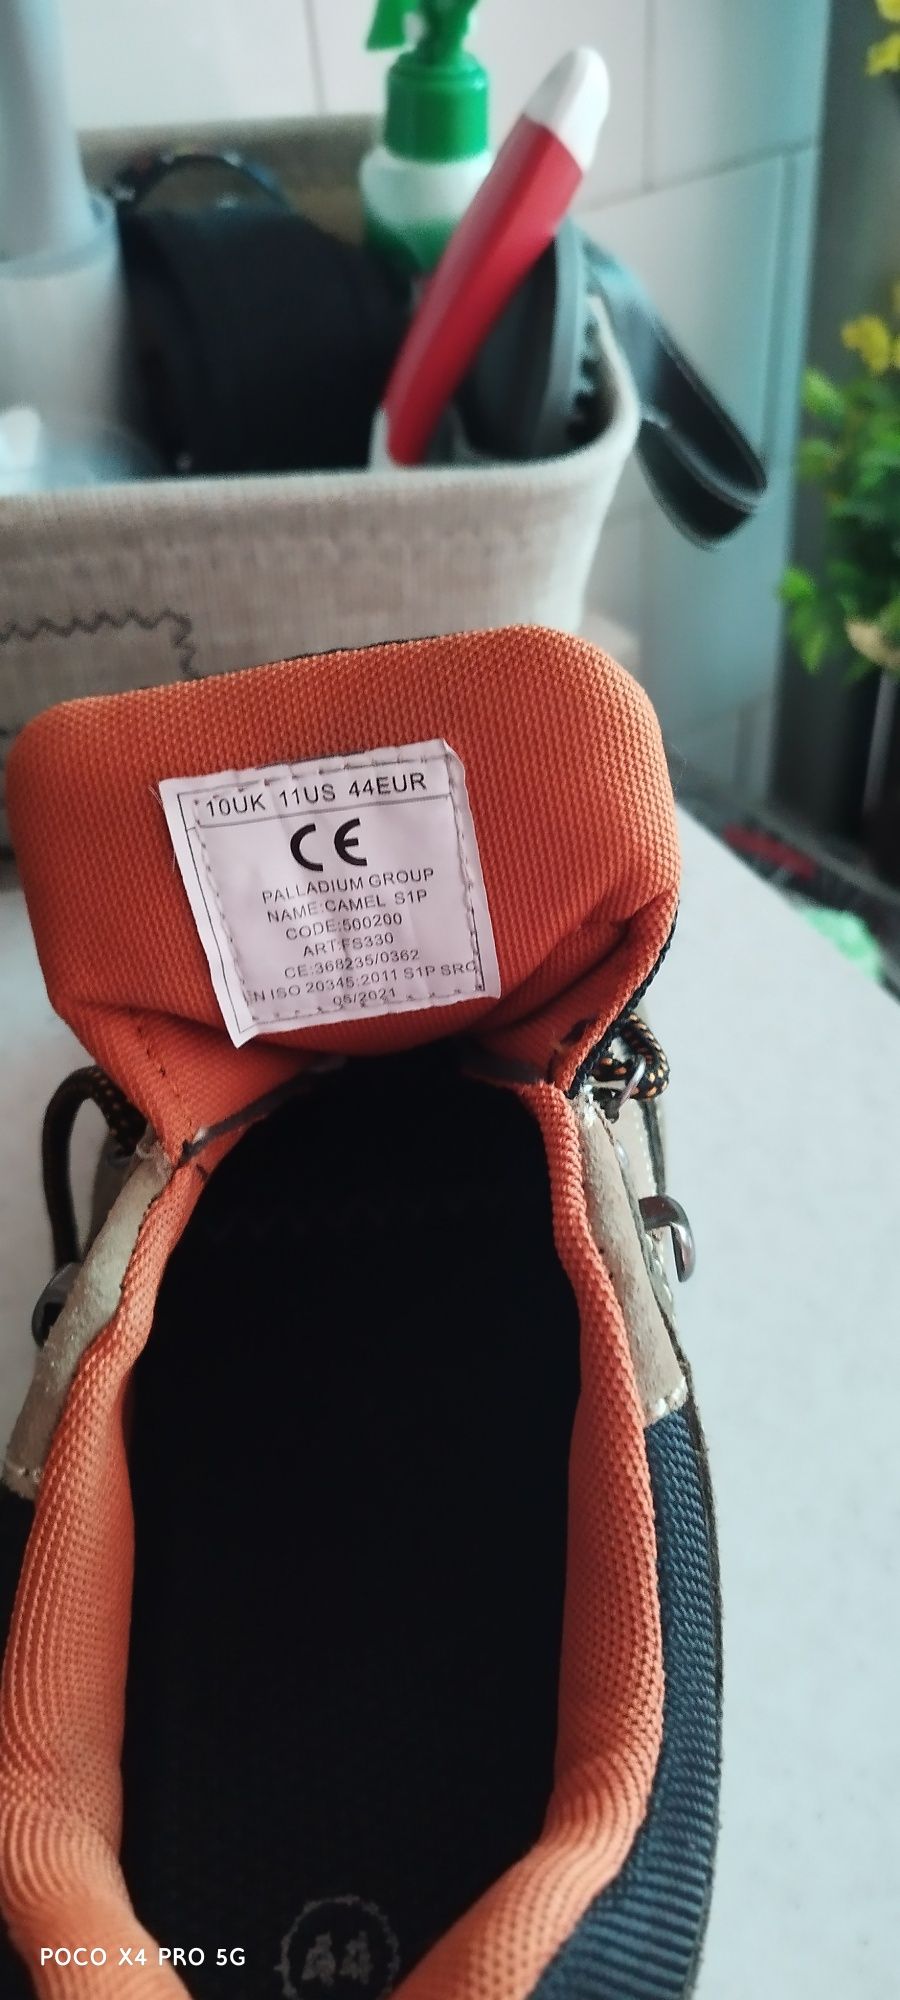 10UK 11US 44EUR
CE
PALLADIUM GROUP
NAME:CAMEL S1P
CODE:500200
ART:FS330
CE:368235/0362
EN ISO 20345:2011 S1P SRC
05/2021
44
POCO X4 PRO 5G